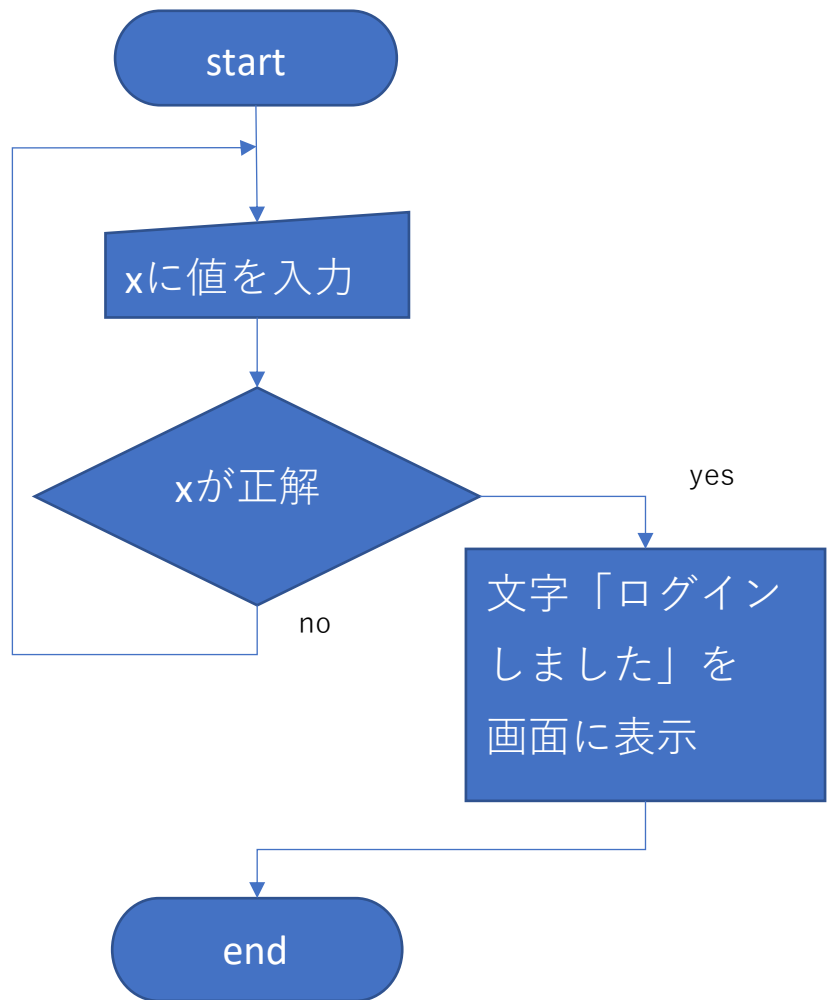 start
xに値を入力
xが正解
yes
no
文字「ログイン
しました」を
画面に表示
end